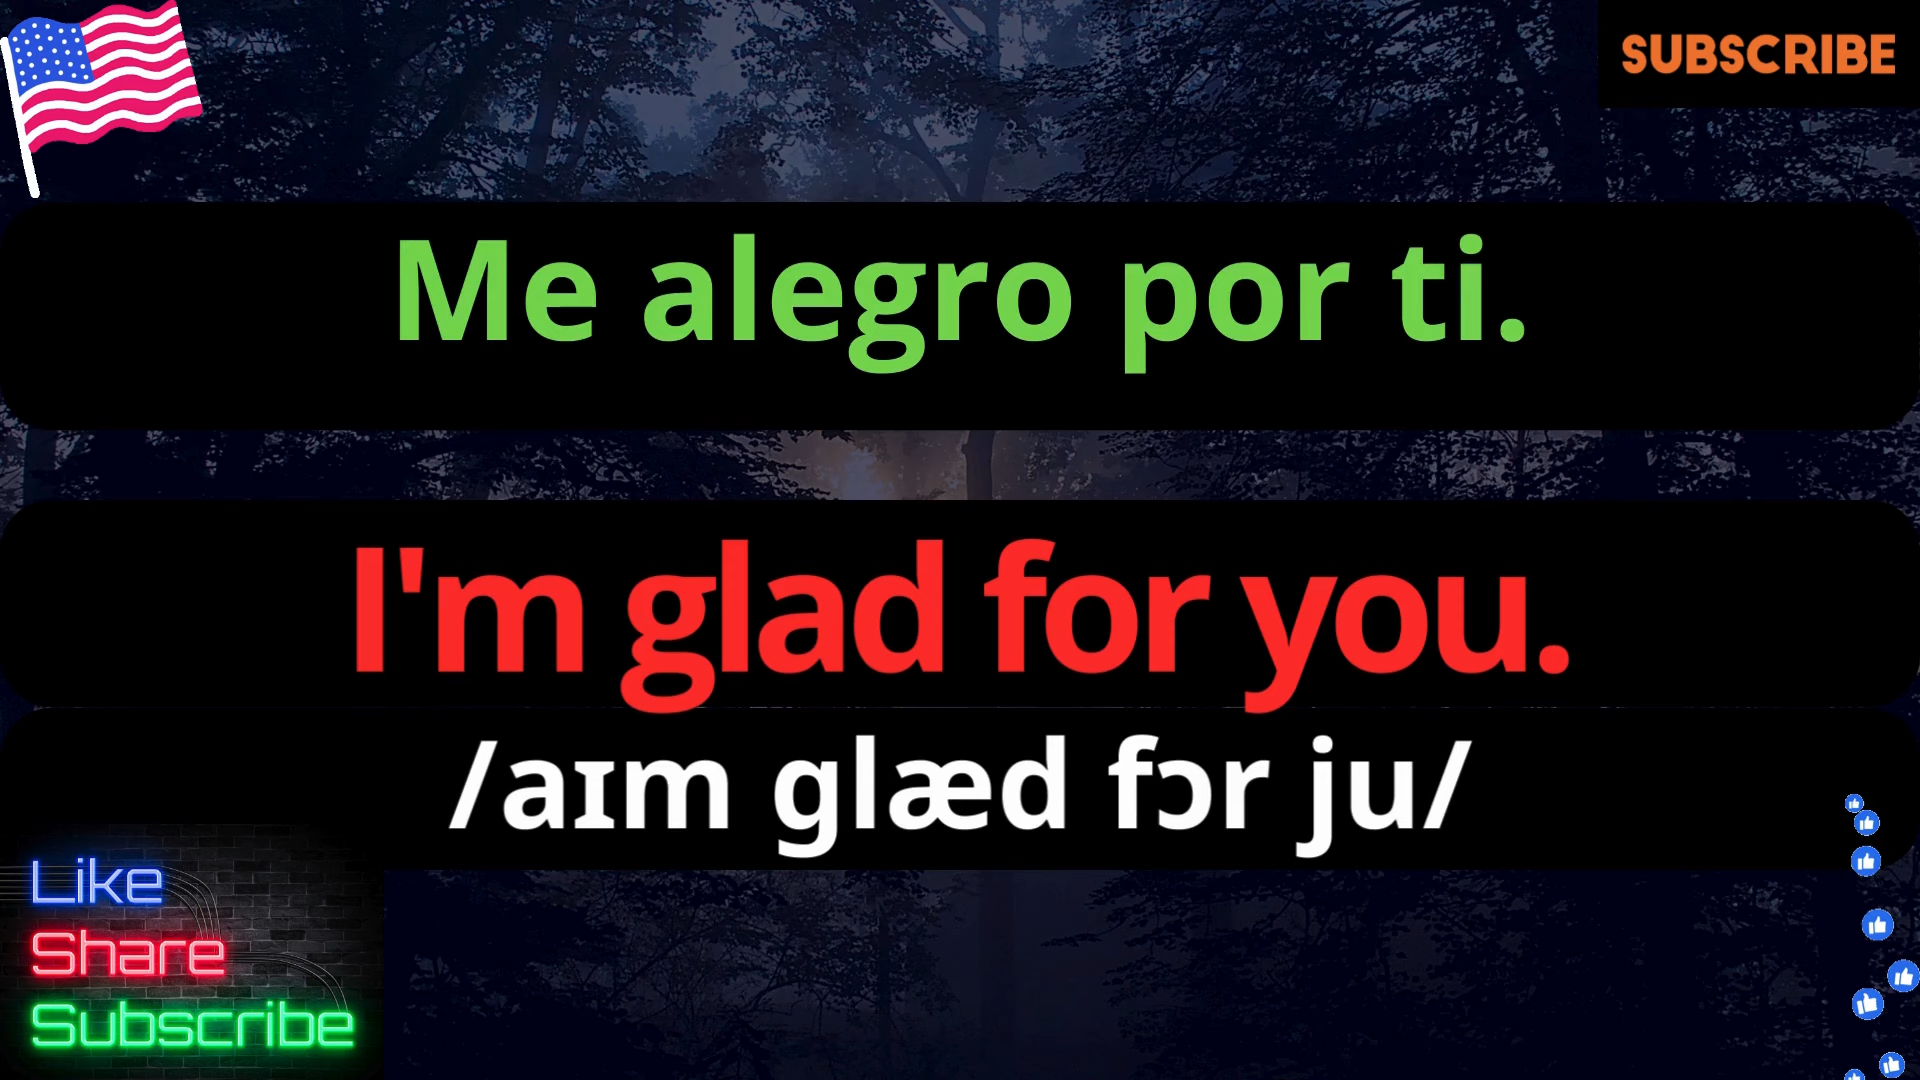 SUBSCRIBE
Me alegro por ti.
I'm glad for you.
/aɪm glæd fɔr ju/
Like
Share
Subscribe